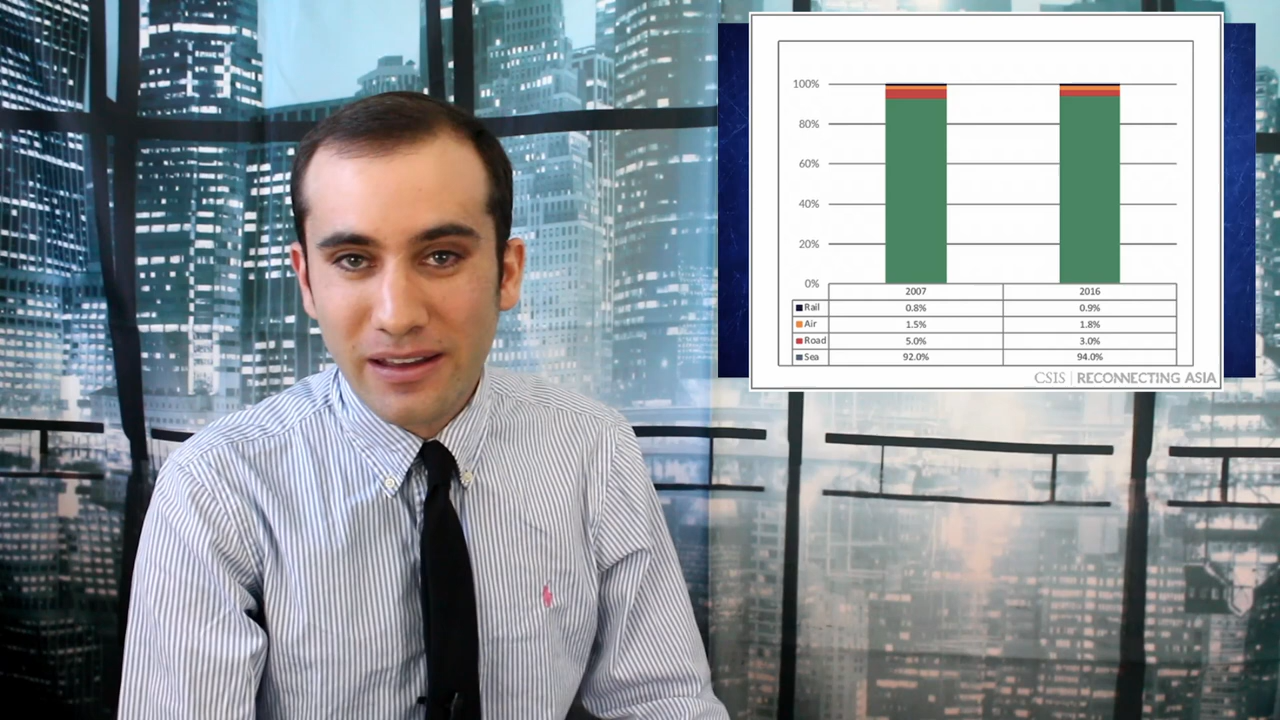 100%
80%
60%
40%
20%
0%
2007 2016
Rail 0.8% 0.9%
Air 1.5% 1.8%
Road 5.0% 3.0%
Sea 92.0% 94.0%
CSIS | RECONNECTING ASIA